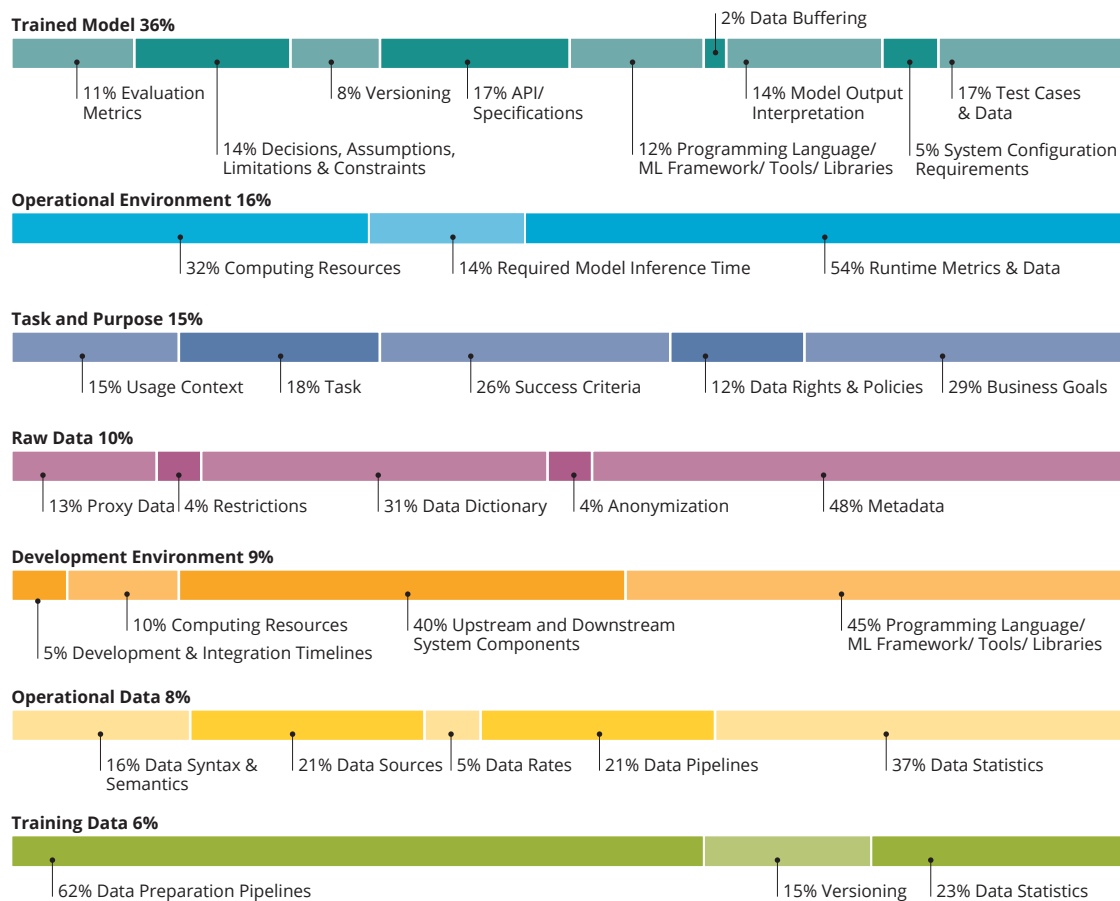 Trained Model 36%
2% Data Buffering
11% Evaluation
Metrics
8% Versioning
17% API/
Specifications
14% Model Output
Interpretation
17% Test Cases
& Data
14% Decisions, Assumptions,
Limitations & Constraints
12% Programming Language/
ML Framework/ Tools/ Libraries
5% System Configuration
Requirements
Operational Environment 16%
32% Computing Resources
14% Required Model Inference Time
54% Runtime Metrics & Data
Task and Purpose 15%
15% Usage Context
18% Task
26% Success Criteria
12% Data Rights & Policies
29% Business Goals
Raw Data 10%
13% Proxy Data
4% Restrictions
31% Data Dictionary
4% Anonymization
48% Metadata
Development Environment 9%
10% Computing Resources
40% Upstream and Downstream
System Components
45% Programming Language/
ML Framework/ Tools/ Libraries
5% Development & Integration Timelines
Operational Data 8%
16% Data Syntax &
Semantics
21% Data Sources
5% Data Rates
21% Data Pipelines
37% Data Statistics
Training Data 6%
62% Data Preparation Pipelines
15% Versioning
23% Data Statistics